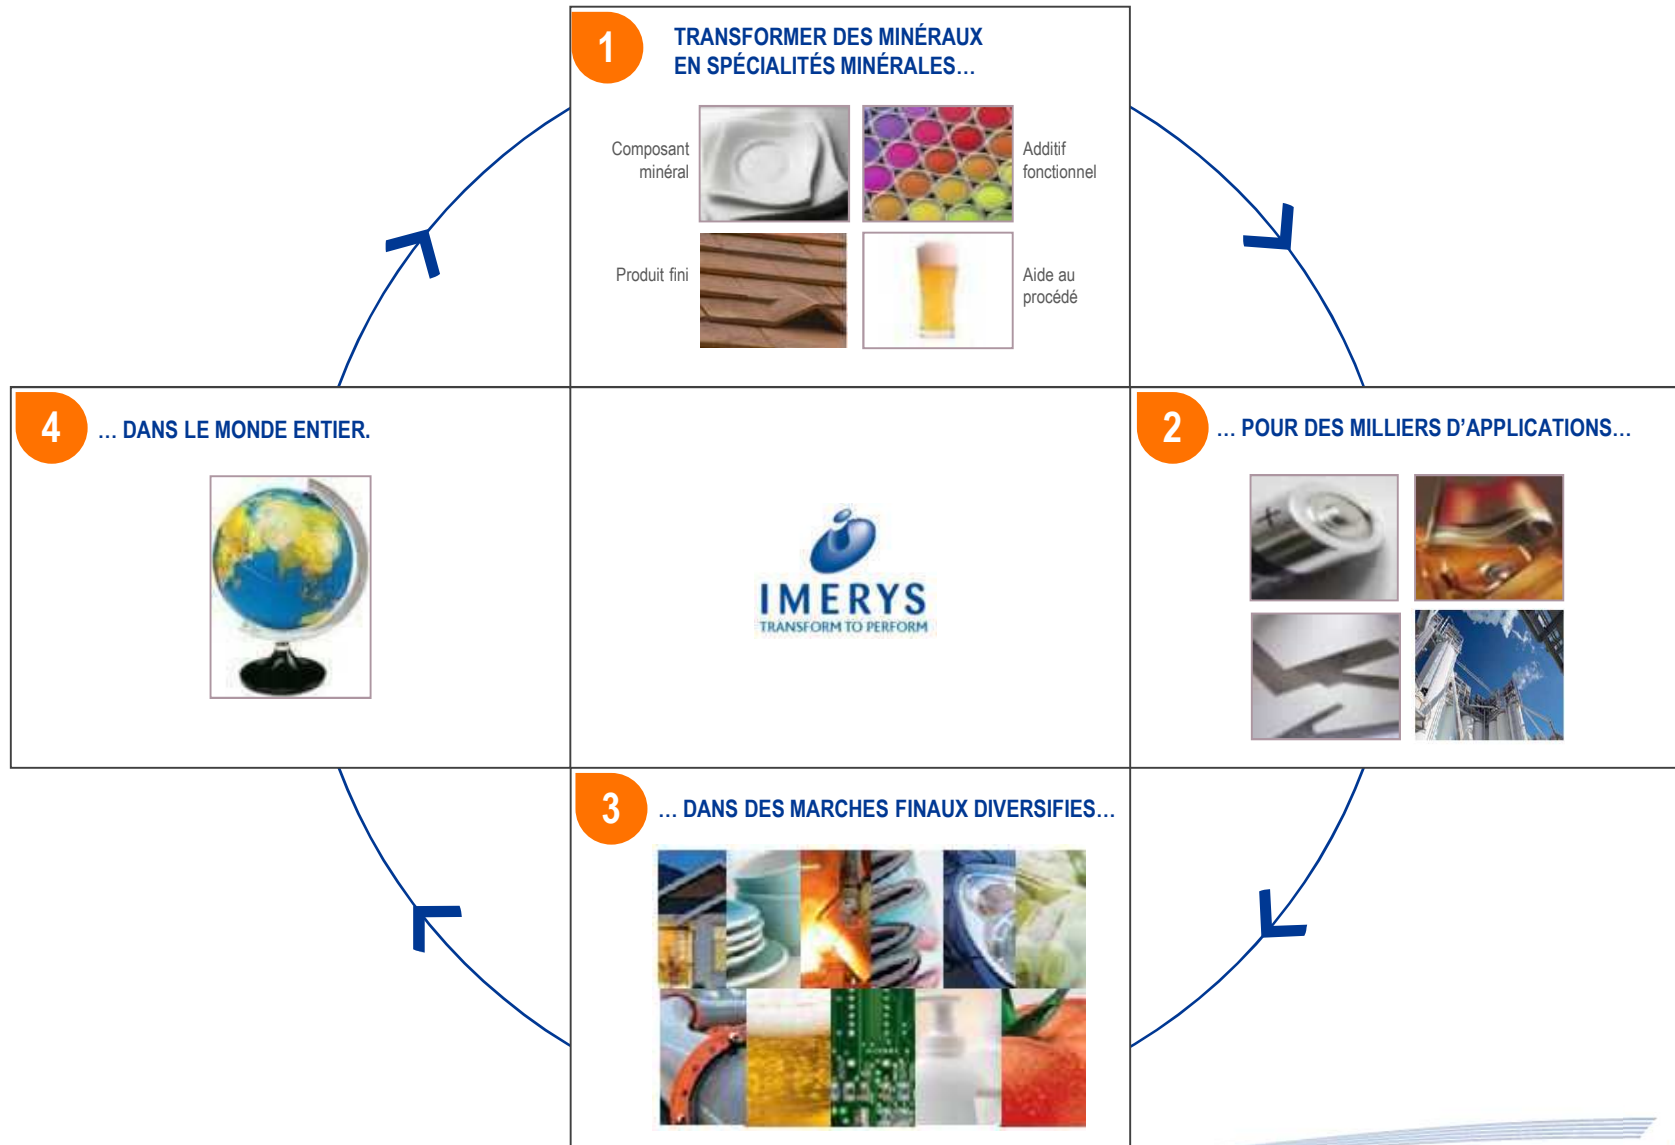 1
TRANSFORMER DES MINÉRAUX
EN SPÉCIALITÉS MINÉRALES…
Composant
minéral
Additif
fonctionnel
Produit fini
Aide au
procédé
2
… POUR DES MILLIERS D’APPLICATIONS…
3
… DANS DES MARCHES FINAUX DIVERSIFIES…
4
… DANS LE MONDE ENTIER.
IMERYS
TRANSFORM TO PERFORM